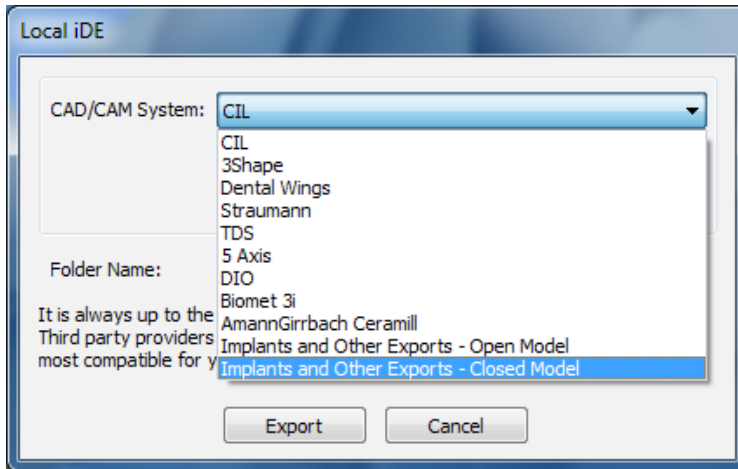 Local iDE
CAD/CAM System: CIL
CIL
3Shape
Dental Wings
Straumann
TDS
5 Axis
DIO
Biomet 3i
AmannGirrbach Ceramill
Implants and Other Exports - Open Model
Implants and Other Exports - Closed Model
Folder Name:
It is always up to the
Third party providers
most compatible for y
Export Cancel